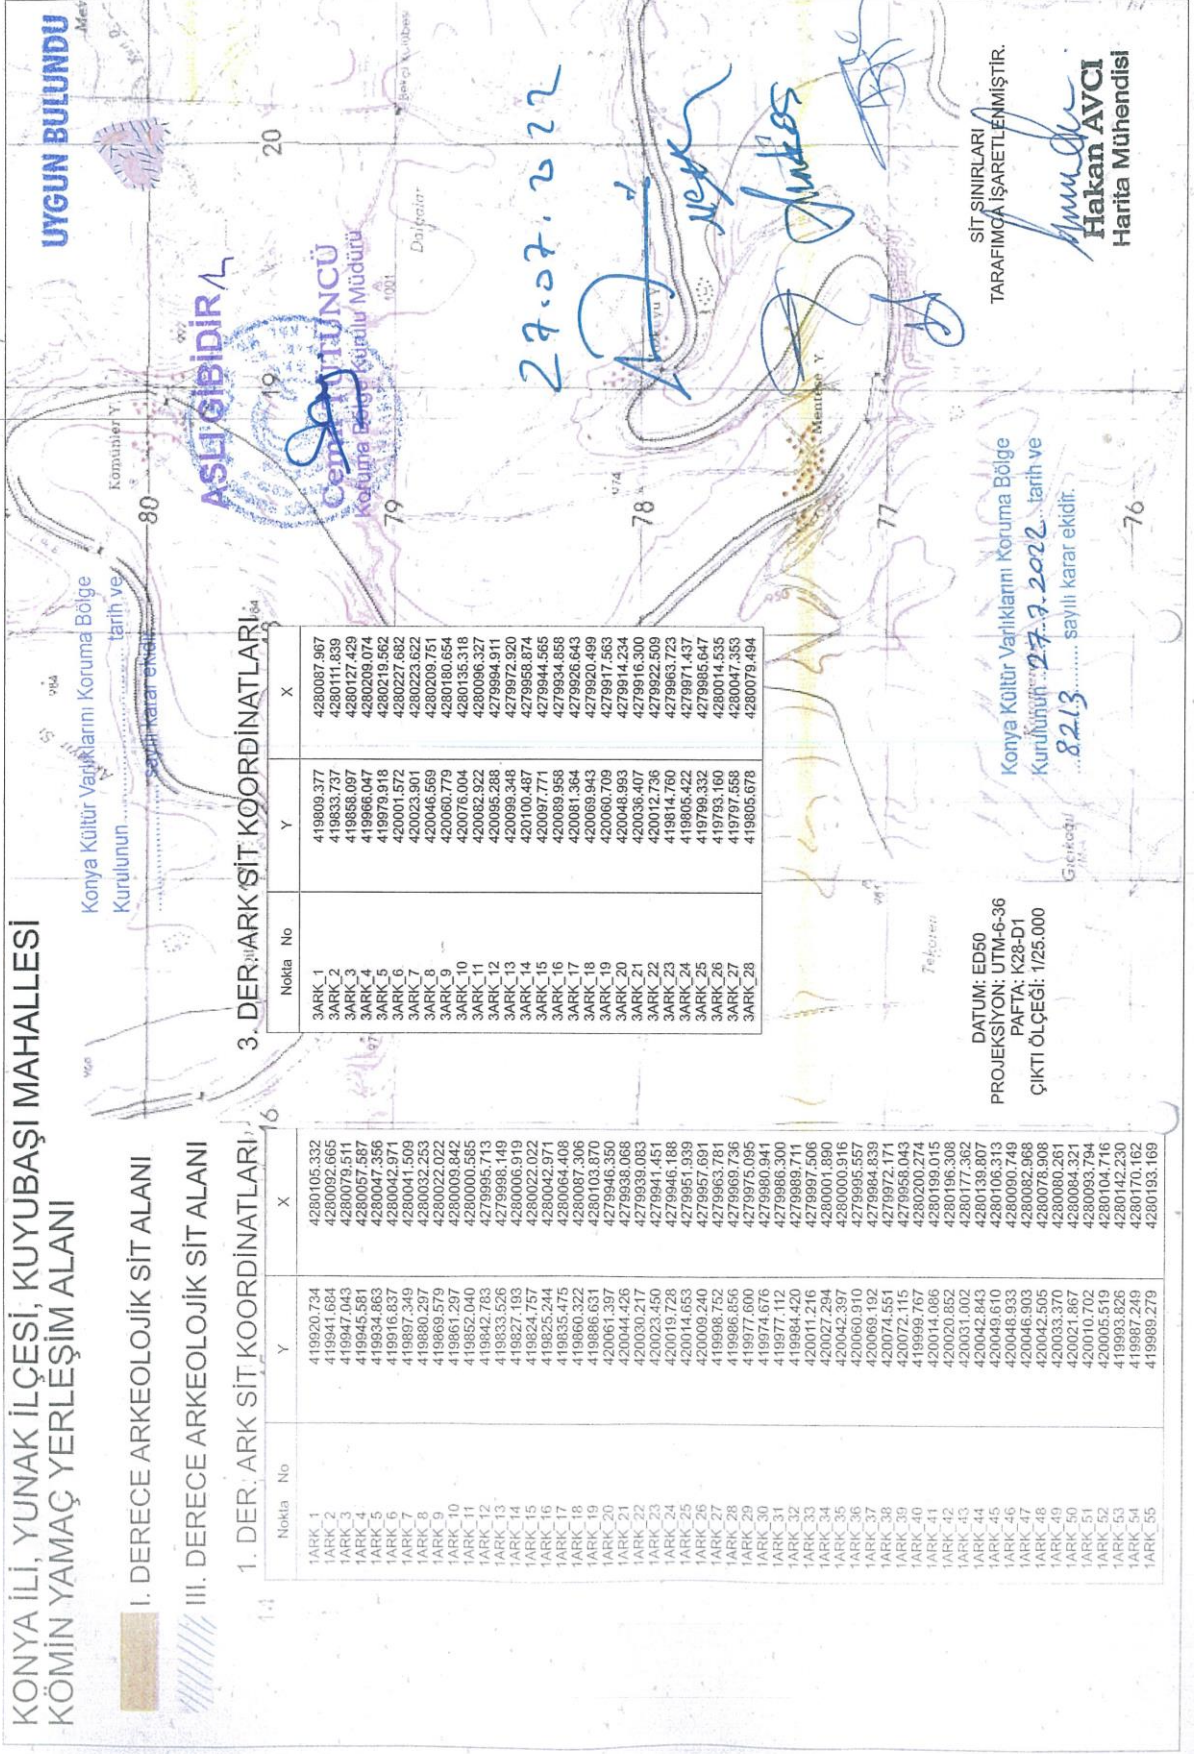 KONYA İLİ, YUNAK İLÇESİ, KUYUBAŞI MAHALLESİ
KÖMİN YAMAÇ YERLEŞİM ALANI
UYGUN BULUNDU
I. DERECE ARKEOLOJİK SİT ALANI
III. DERECE ARKEOLOJİK SİT ALANI
Konya Kültür Varlıklarını Koruma Bölge
Kurulunun .................... tarih ve
.................... sayılı karar ekidir.
Komünler Y.
ASLI GİBİDİR
Koruma Bölge Kurulu Müdürü
80
20
19
79
78
77
76
16
984
974
1001
Dalgalar
Menteşe Y.
1. DER. ARK SİT KOORDİNATLARI
Nokta No Y X
1ARK_1 419920.734 4280105.332
1ARK_2 419941.684 4280092.665
1ARK_3 419947.043 4280079.511
1ARK_4 419945.581 4280057.587
1ARK_5 419934.863 4280047.356
1ARK_6 419916.837 4280042.971
1ARK_7 419897.349 4280041.509
1ARK_8 419880.297 4280032.253
1ARK_9 419869.579 4280022.022
1ARK_10 419861.297 4280009.842
1ARK_11 419852.040 4280000.585
1ARK_12 419842.783 4279995.713
1ARK_13 419833.526 4279998.149
1ARK_14 419827.193 4280006.919
1ARK_15 419824.757 4280022.022
1ARK_16 419825.244 4280042.971
1ARK_17 419835.475 4280064.408
1ARK_18 419860.322 4280087.306
1ARK_19 419886.631 4280103.870
1ARK_20 420061.397 4279946.350
1ARK_21 420044.426 4279938.068
1ARK_22 420030.217 4279939.083
1ARK_23 420023.450 4279941.451
1ARK_24 420019.728 4279946.188
1ARK_25 420014.653 4279951.939
1ARK_26 420009.240 4279957.691
1ARK_27 419998.752 4279963.781
1ARK_28 419986.856 4279969.736
1ARK_29 419977.600 4279975.095
1ARK_30 419974.676 4279980.941
1ARK_31 419977.112 4279986.300
1ARK_32 419984.420 4279989.711
1ARK_33 420011.216 4279997.506
1ARK_34 420027.294 4280001.890
1ARK_35 420042.397 4280000.916
1ARK_36 420060.910 4279995.557
1ARK_37 420069.192 4279984.839
1ARK_38 420074.551 4279972.171
1ARK_39 420072.115 4279958.043
1ARK_40 419999.767 4280200.274
1ARK_41 420014.086 4280199.015
1ARK_42 420020.852 4280196.308
1ARK_43 420031.002 4280177.362
1ARK_44 420042.843 4280139.807
1ARK_45 420049.610 4280106.313
1ARK_46 420048.933 4280090.749
1ARK_47 420046.903 4280082.968
1ARK_48 420042.505 4280078.908
1ARK_49 420033.370 4280080.261
1ARK_50 420021.867 4280084.321
1ARK_51 420010.702 4280093.794
1ARK_52 420005.519 4280104.716
1ARK_53 419993.826 4280142.230
1ARK_54 419987.249 4280170.162
1ARK_55 419989.279 4280193.169
3. DER. ARK SİT KOORDİNATLARI
Nokta No Y X
3ARK_1 419809.377 4280087.967
3ARK_2 419833.737 4280111.839
3ARK_3 419858.097 4280127.429
3ARK_4 419966.047 4280209.074
3ARK_5 419979.918 4280219.562
3ARK_6 420001.572 4280227.682
3ARK_7 420023.901 4280223.622
3ARK_8 420046.569 4280209.751
3ARK_9 420060.779 4280180.654
3ARK_10 420076.004 4280135.318
3ARK_11 420082.922 4280096.327
3ARK_12 420095.288 4279994.911
3ARK_13 420099.348 4279972.920
3ARK_14 420100.487 4279958.874
3ARK_15 420097.771 4279944.565
3ARK_16 420089.958 4279934.858
3ARK_17 420081.364 4279926.643
3ARK_18 420069.943 4279920.499
3ARK_19 420060.709 4279917.563
3ARK_20 420048.993 4279914.234
3ARK_21 420036.407 4279916.300
3ARK_22 420012.736 4279922.509
3ARK_23 419814.760 4279963.723
3ARK_24 419805.422 4279971.437
3ARK_25 419799.332 4279985.647
3ARK_26 419793.160 4280014.535
3ARK_27 419797.558 4280047.353
3ARK_28 419805.678 4280079.494
27.07.2022
DATUM: ED50
PROJEKSİYON: UTM-6-36
PAFTA: K28-D1
ÇIKTI ÖLÇEĞİ: 1/25.000
Konya Kültür Varlıklarını Koruma Bölge
Kurulunun 27.7.2022 tarih ve
8213 sayılı karar ekidir.
SİT SINIRLARI
TARAFIMCA İŞARETLENMİŞTİR.
Hakan AVCI
Harita Mühendisi